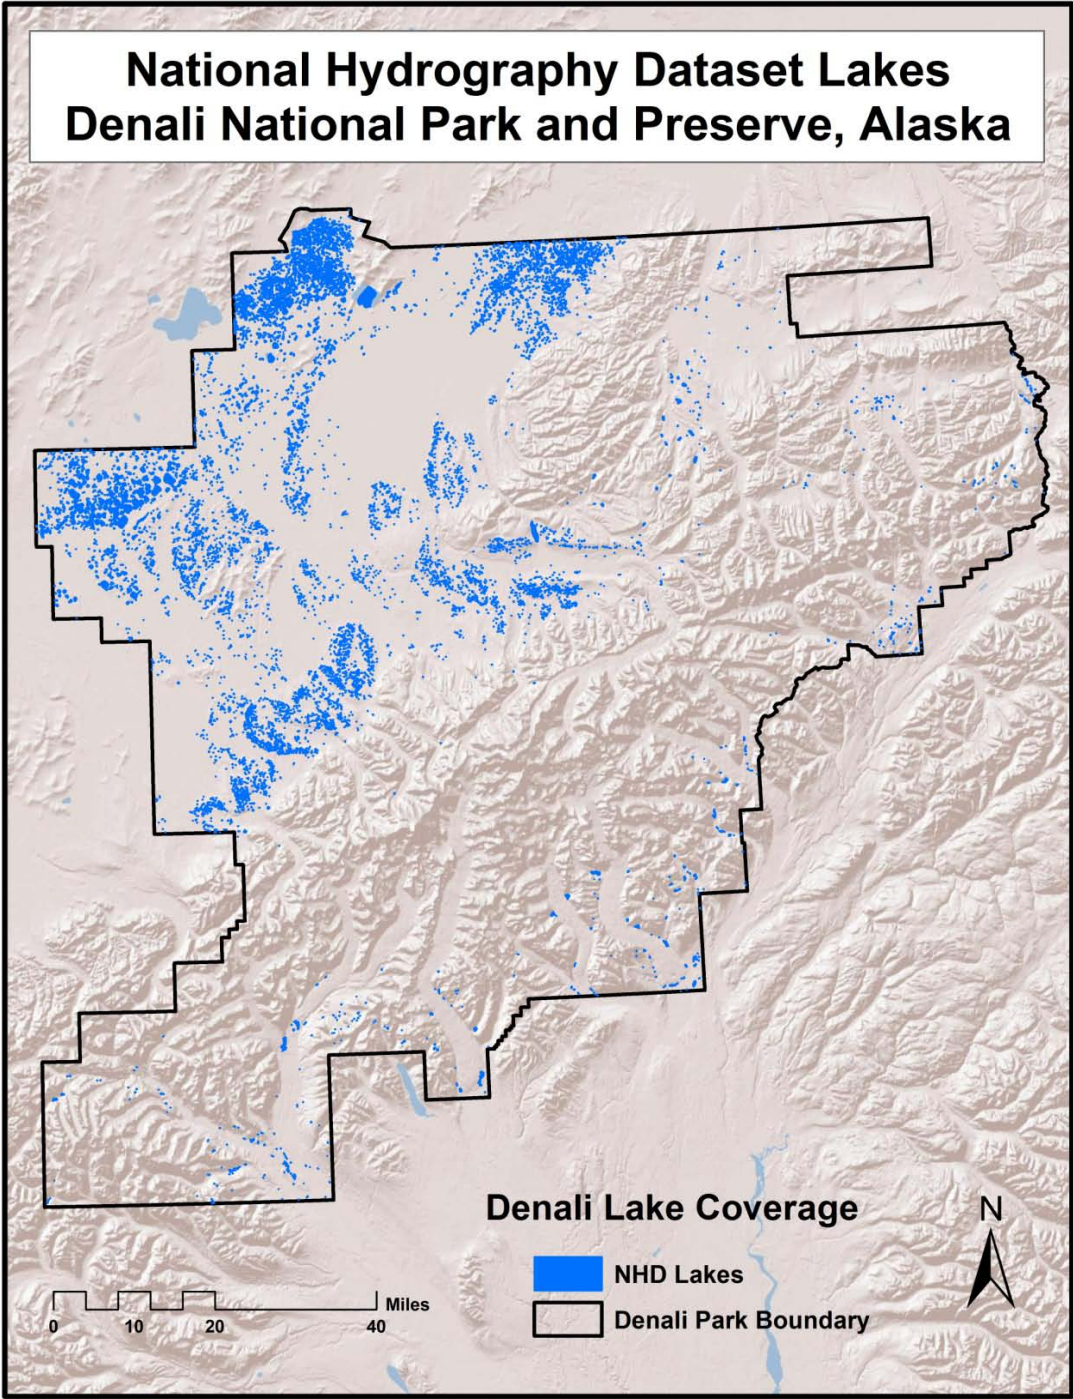 National Hydrography Dataset Lakes
Denali National Park and Preserve, Alaska
Denali Lake Coverage
N
NHD Lakes
Denali Park Boundary
Miles
0 10 20 40